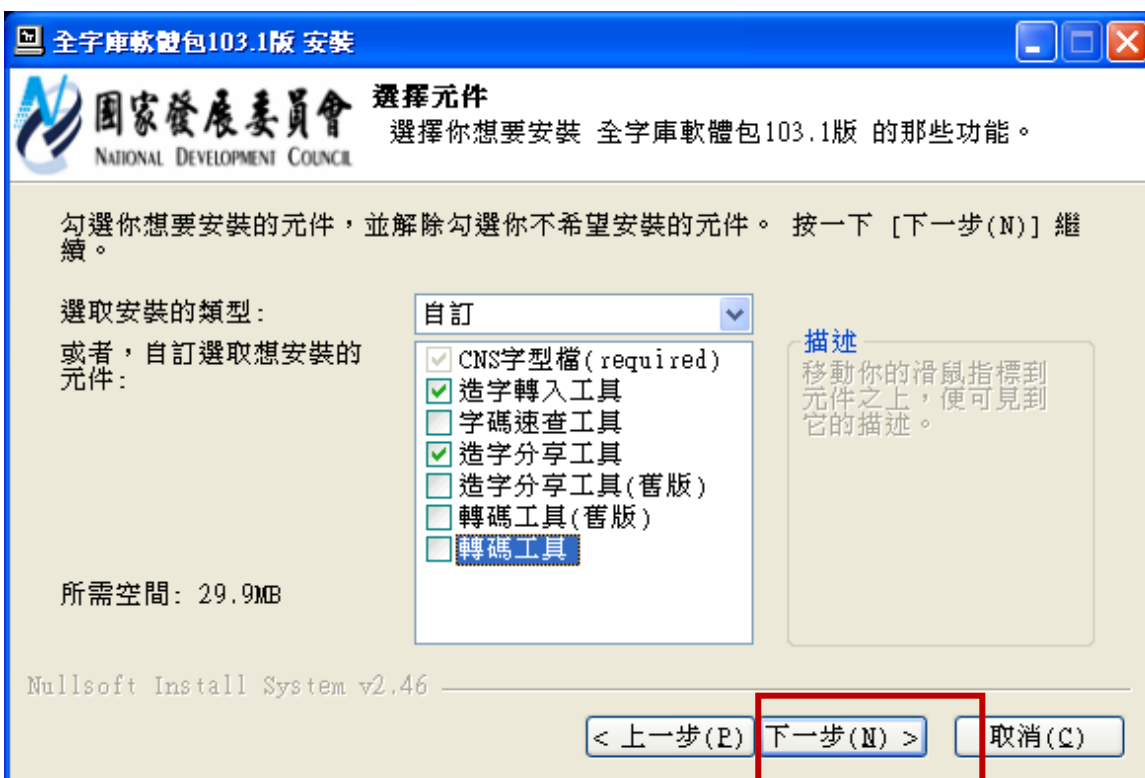 全字庫軟體包103.1版 安裝
國家發展委員會
NATIONAL DEVELOPMENT COUNCIL
選擇元件
選擇你想要安裝 全字庫軟體包103.1版 的那些功能。
勾選你想要安裝的元件，並解除勾選你不希望安裝的元件。 按一下 [下一步(N)] 繼
續。
選取安裝的類型:
自訂
或者，自訂選取想安裝的
元件:
CNS字型檔(required)
造字轉入工具
字碼速查工具
造字分享工具
造字分享工具(舊版)
轉碼工具(舊版)
轉碼工具
描述
移動你的滑鼠指標到
元件之上，便可見到
它的描述。
所需空間: 29.9MB
Nullsoft Install System v2.46
< 上一步(P)
下一步(N) >
取消(C)